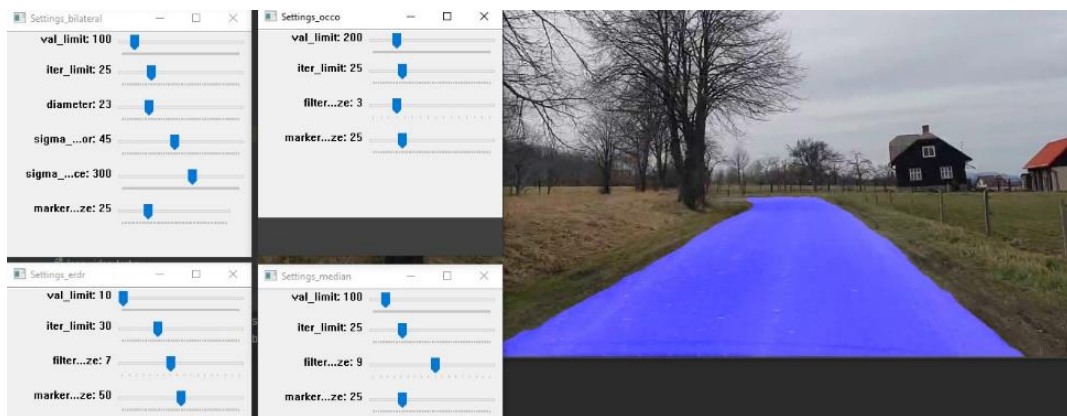 Settings_bilateral
val_limit: 100
iter_limit: 25
diameter: 23
sigma_...or: 45
sigma_...ce: 300
marker...ze: 25
Settings_occo
val_limit: 200
iter_limit: 25
filter...ze: 3
marker...ze: 25
Settings_erdr
val_limit: 10
iter_limit: 30
filter...ze: 7
marker...ze: 50
Settings_median
val_limit: 100
iter_limit: 25
filter...ze: 9
marker...ze: 25